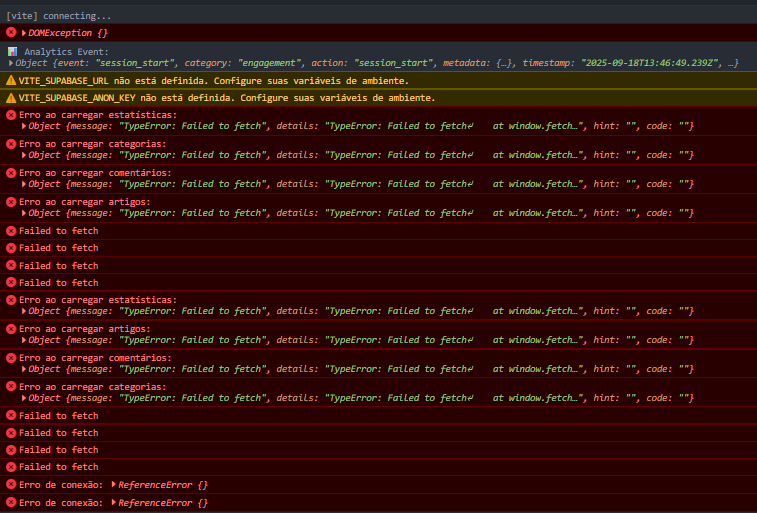 [vite] connecting...
DOMException {}
Analytics Event:
Object {event: "session_start", category: "engagement", action: "session_start", metadata: {…}, timestamp: "2025-09-18T13:46:49.239Z", …}
VITE_SUPABASE_URL não está definida. Configure suas variáveis de ambiente.
VITE_SUPABASE_ANON_KEY não está definida. Configure suas variáveis de ambiente.
Erro ao carregar estatísticas:
Object {message: "TypeError: Failed to fetch", details: "TypeError: Failed to fetch↵    at window.fetch…", hint: "", code: ""}
Erro ao carregar categorias:
Object {message: "TypeError: Failed to fetch", details: "TypeError: Failed to fetch↵    at window.fetch…", hint: "", code: ""}
Erro ao carregar comentários:
Object {message: "TypeError: Failed to fetch", details: "TypeError: Failed to fetch↵    at window.fetch…", hint: "", code: ""}
Erro ao carregar artigos:
Object {message: "TypeError: Failed to fetch", details: "TypeError: Failed to fetch↵    at window.fetch…", hint: "", code: ""}
Failed to fetch
Failed to fetch
Failed to fetch
Failed to fetch
Erro ao carregar estatísticas:
Object {message: "TypeError: Failed to fetch", details: "TypeError: Failed to fetch↵    at window.fetch…", hint: "", code: ""}
Erro ao carregar artigos:
Object {message: "TypeError: Failed to fetch", details: "TypeError: Failed to fetch↵    at window.fetch…", hint: "", code: ""}
Erro ao carregar comentários:
Object {message: "TypeError: Failed to fetch", details: "TypeError: Failed to fetch↵    at window.fetch…", hint: "", code: ""}
Erro ao carregar categorias:
Object {message: "TypeError: Failed to fetch", details: "TypeError: Failed to fetch↵    at window.fetch…", hint: "", code: ""}
Failed to fetch
Failed to fetch
Failed to fetch
Failed to fetch
Erro de conexão: ReferenceError {}
Erro de conexão: ReferenceError {}